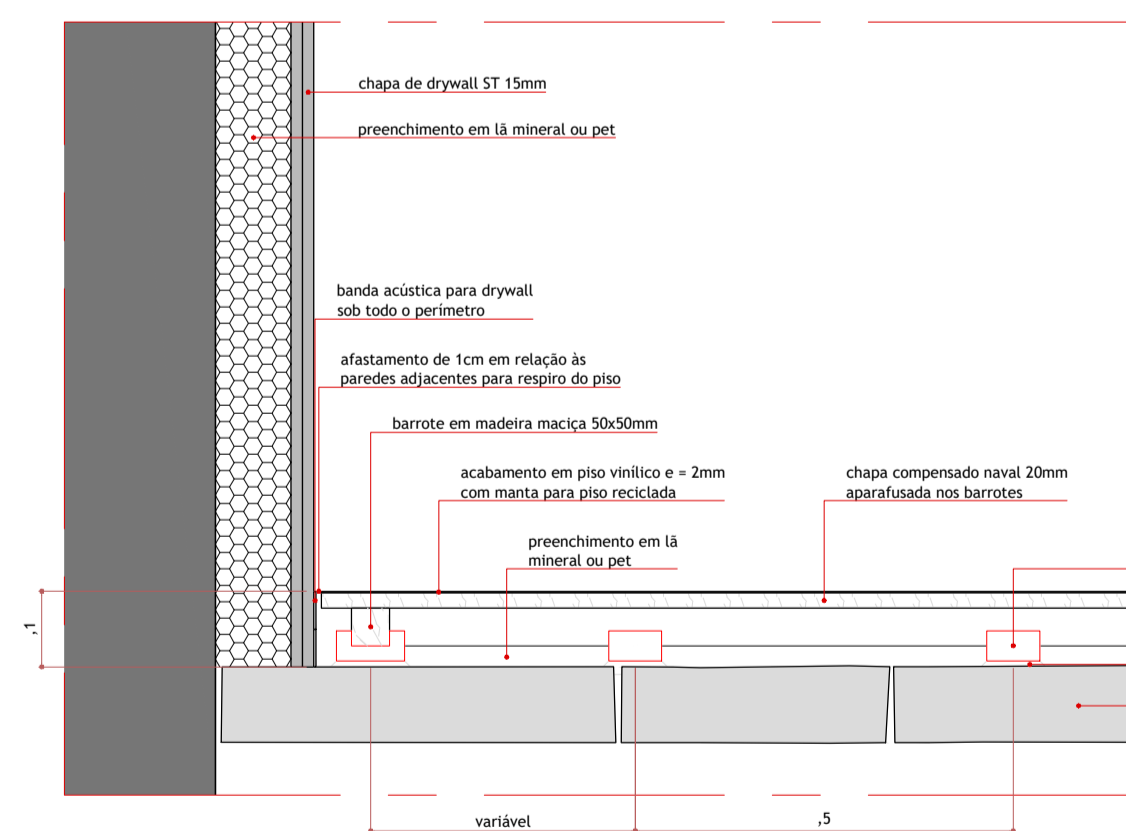 chapa de drywall ST 15mm
preenchimento em lã mineral ou pet
banda acústica para drywall
sob todo o perímetro
afastamento de 1cm em relação às
paredes adjacentes para respiro do piso
barrote em madeira maciça 50x50mm
acabamento em piso vinílico e = 2mm
com manta para piso reciclada
chapa compensado naval 20mm
aparafusada nos barrotes
preenchimento em lã
mineral ou pet
,1
variável
,5